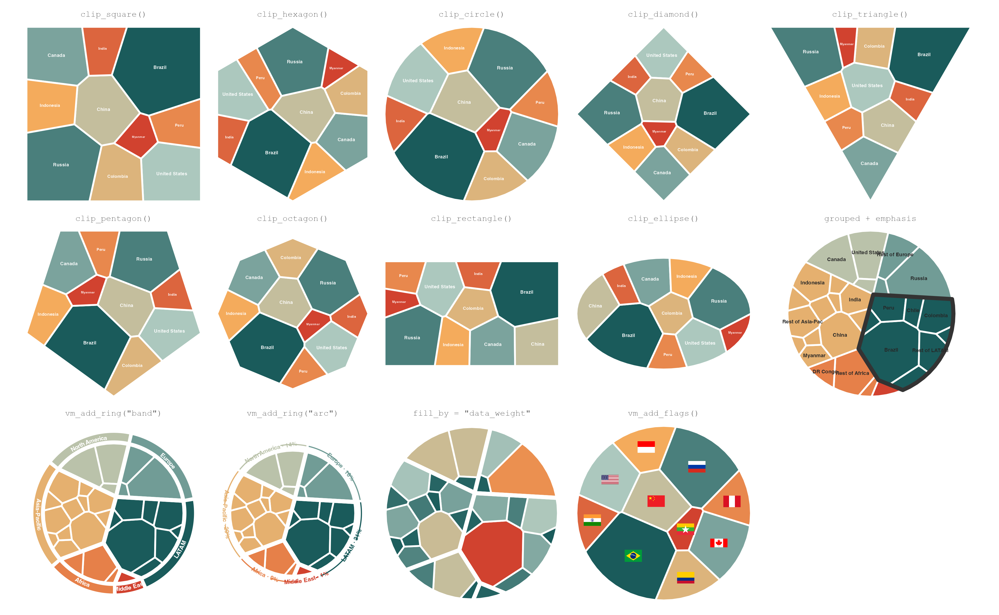 clip_square()
Canada
India
Brazil
Indonesia
China
Peru
Myanmar
Russia
Colombia
United States
clip_hexagon()
Russia
Myanmar
Peru
United States
Colombia
China
India
Canada
Brazil
Indonesia
clip_circle()
Indonesia
Russia
United States
China
Peru
India
Myanmar
Canada
Brazil
Colombia
clip_diamond()
United States
India
Peru
China
Russia
Brazil
Myanmar
Indonesia
Colombia
Canada
clip_triangle()
Russia
Myanmar
Colombia
Brazil
United States
Indonesia
India
Peru
China
Canada
clip_pentagon()
Peru
Canada
Russia
Myanmar
India
China
Indonesia
United States
Brazil
Colombia
clip_octagon()
Colombia
Canada
Russia
China
Indonesia
India
Myanmar
Brazil
United States
Peru
clip_rectangle()
Peru
United States
India
Brazil
Myanmar
Colombia
Russia
Indonesia
Canada
China
clip_ellipse()
India
Canada
Indonesia
China
Russia
Colombia
Brazil
Myanmar
United States
Peru
grouped + emphasis
United States
Rest of Europe
Canada
Russia
Indonesia
India
Peru
Chile
Colombia
Rest of Asia-Pac
China
Brazil
Rest of LATAM
Myanmar
DR Congo
Rest of Africa
vm_add_ring("band")
North America
Europe
Asia-Pacific
LATAM
Africa
Middle Eas
vm_add_ring("arc")
North America · 14%
Europe · 16%
Asia-Pacific · 29%
LATAM · 31%
Africa · 9%
Middle East · 1%
fill_by = "data_weight"
vm_add_flags()